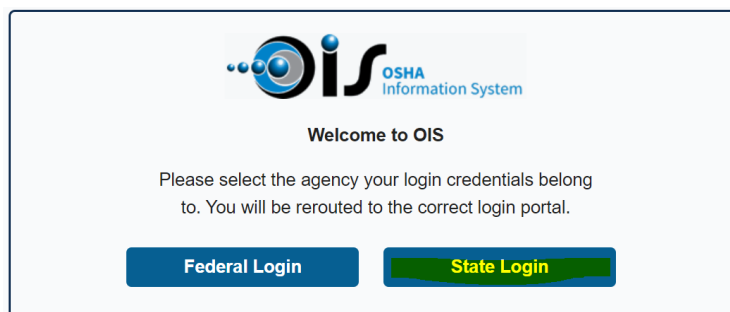 OIS OSHA
Information System
Welcome to OIS
Please select the agency your login credentials belong
to. You will be rerouted to the correct login portal.
Federal Login State Login